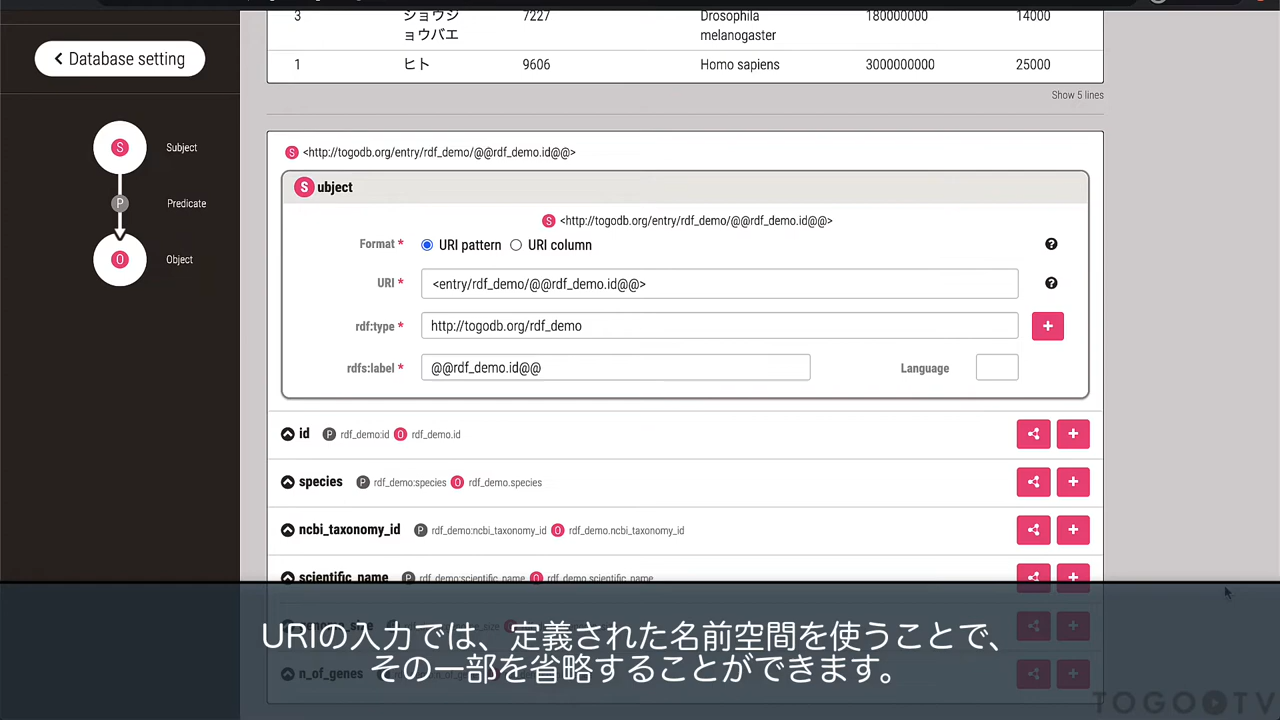 3 ショウジョウバエ 7227 Drosophila melanogaster 180000000 14000
1 ヒト 9606 Homo sapiens 3000000000 25000
Show 5 lines
Database setting
S Subject
P Predicate
O Object
S <http://togodb.org/entry/rdf_demo/@@rdf_demo.id@@>
S ubject
S <http://togodb.org/entry/rdf_demo/@@rdf_demo.id@@>
Format * URI pattern URI column ?
URI * <entry/rdf_demo/@@rdf_demo.id@@> ?
rdf:type * http://togodb.org/rdf_demo +
rdfs:label * @@rdf_demo.id@@ Language
id P rdf_demo:id O rdf_demo.id +
species P rdf_demo:species O rdf_demo.species +
ncbi_taxonomy_id P rdf_demo:ncbi_taxonomy_id O rdf_demo.ncbi_taxonomy_id +
scientific_name P rdf_demo:scientific_name O rdf_demo.scientific_name +
URIの入力では、定義された名前空間を使うことで、
その一部を省略することができます。
n_of_genes
TOGO TV